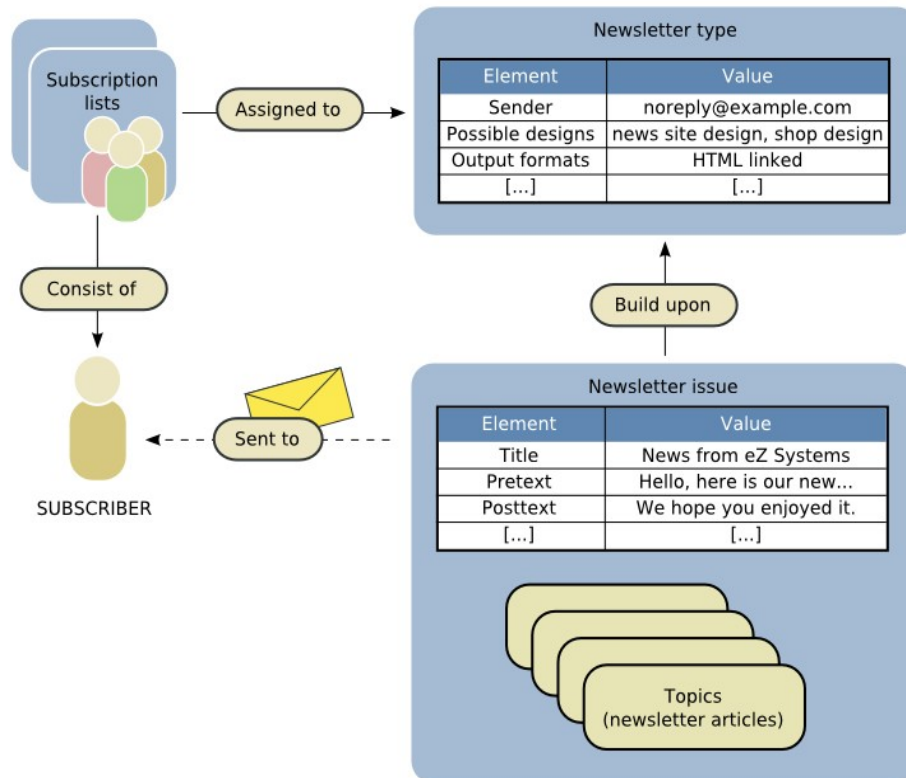 Subscription
lists
Assigned to
Newsletter type
Element Value
Sender noreply@example.com
Possible designs news site design, shop design
Output formats HTML linked
[...] [...]
Consist of
Build upon
Sent to
SUBSCRIBER
Newsletter issue
Element Value
Title News from eZ Systems
Pretext Hello, here is our new...
Posttext We hope you enjoyed it.
[...] [...]
Topics
(newsletter articles)